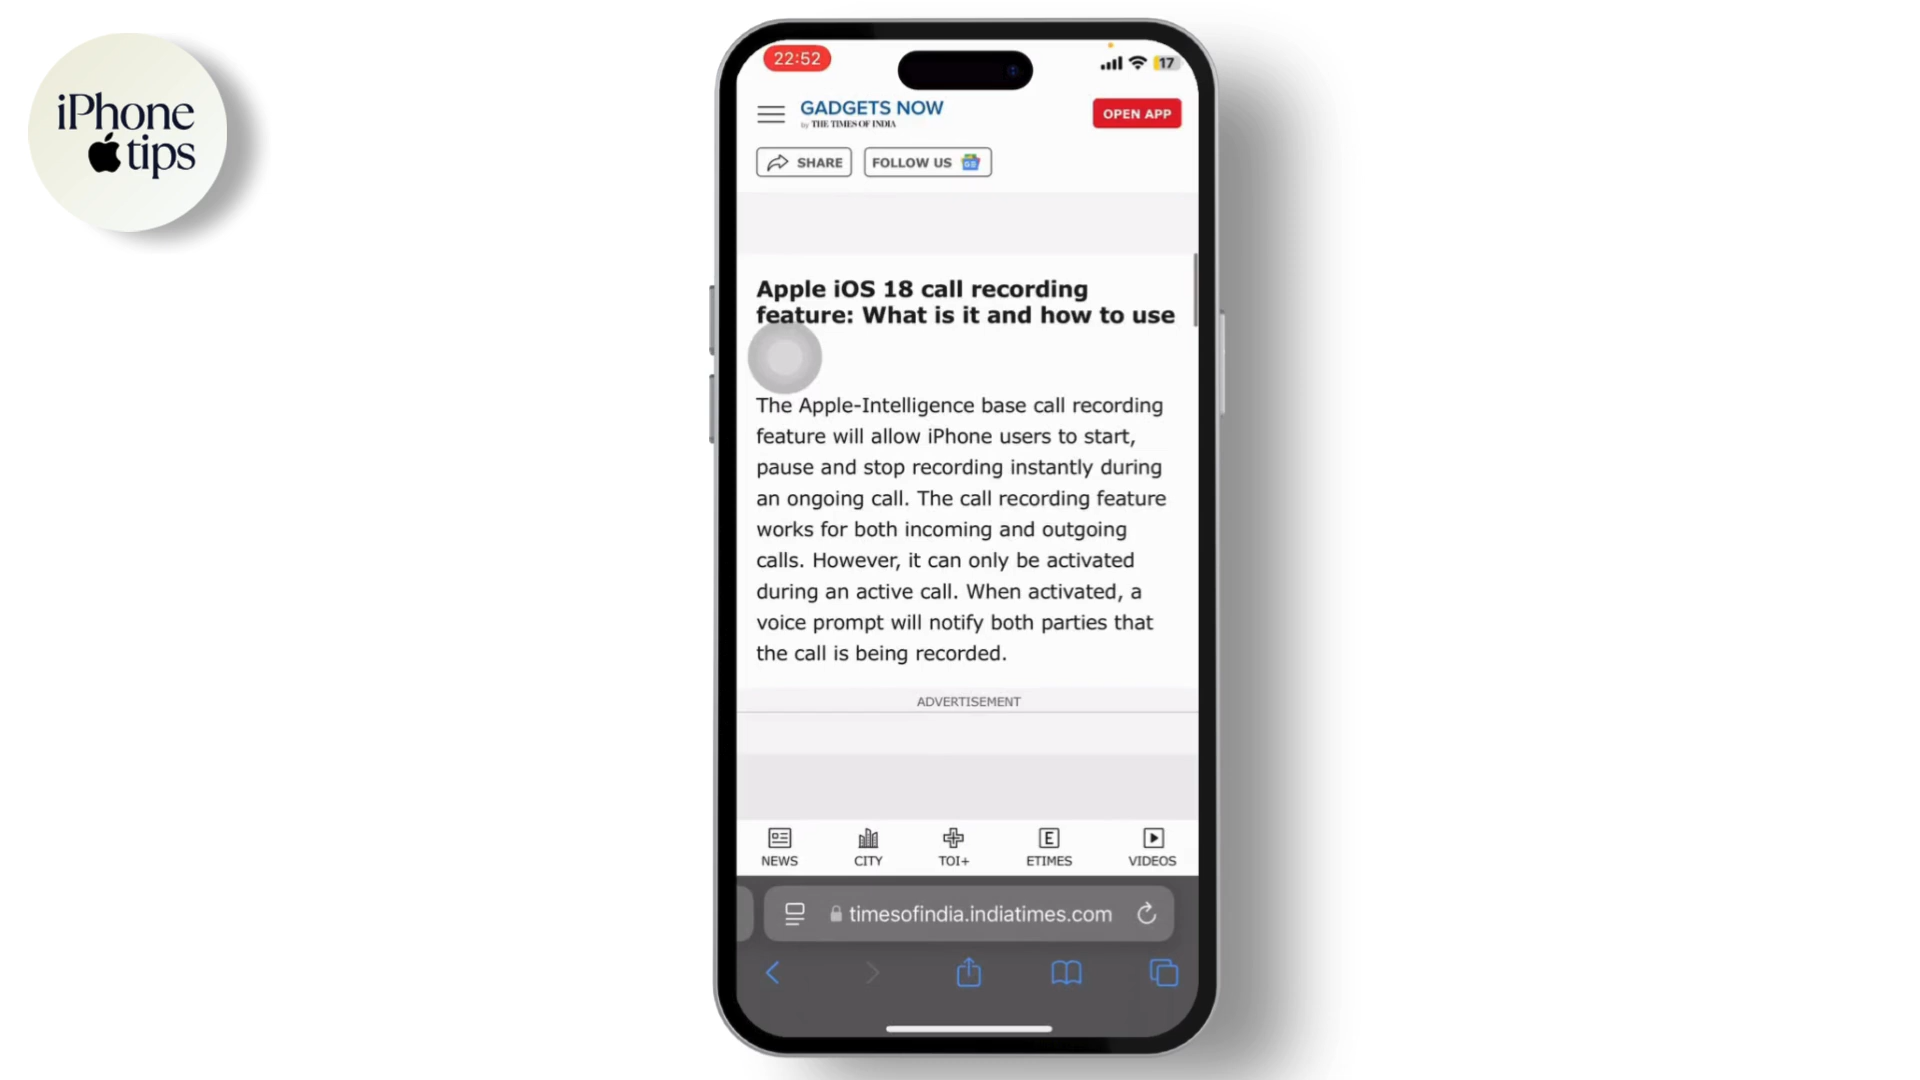 iPhone
tips
22:52
17
GADGETS NOW
by THE TIMES OF INDIA
OPEN APP
SHARE
FOLLOW US
Apple iOS 18 call recording
feature: What is it and how to use
The Apple-Intelligence base call recording
feature will allow iPhone users to start,
pause and stop recording instantly during
an ongoing call. The call recording feature
works for both incoming and outgoing
calls. However, it can only be activated
during an active call. When activated, a
voice prompt will notify both parties that
the call is being recorded.
ADVERTISEMENT
NEWS
CITY
TOI+
E
ETIMES
VIDEOS
timesofindia.indiatimes.com